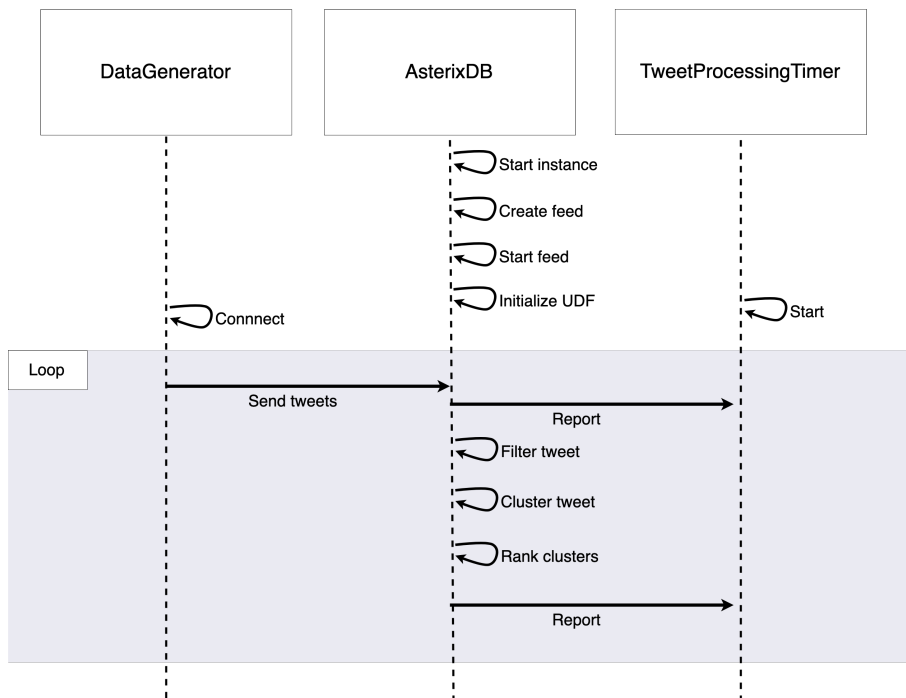 DataGenerator
AsterixDB
TweetProcessingTimer
Start instance
Create feed
Start feed
Initialize UDF
Connnect
Start
Loop
Send tweets
Report
Filter tweet
Cluster tweet
Rank clusters
Report